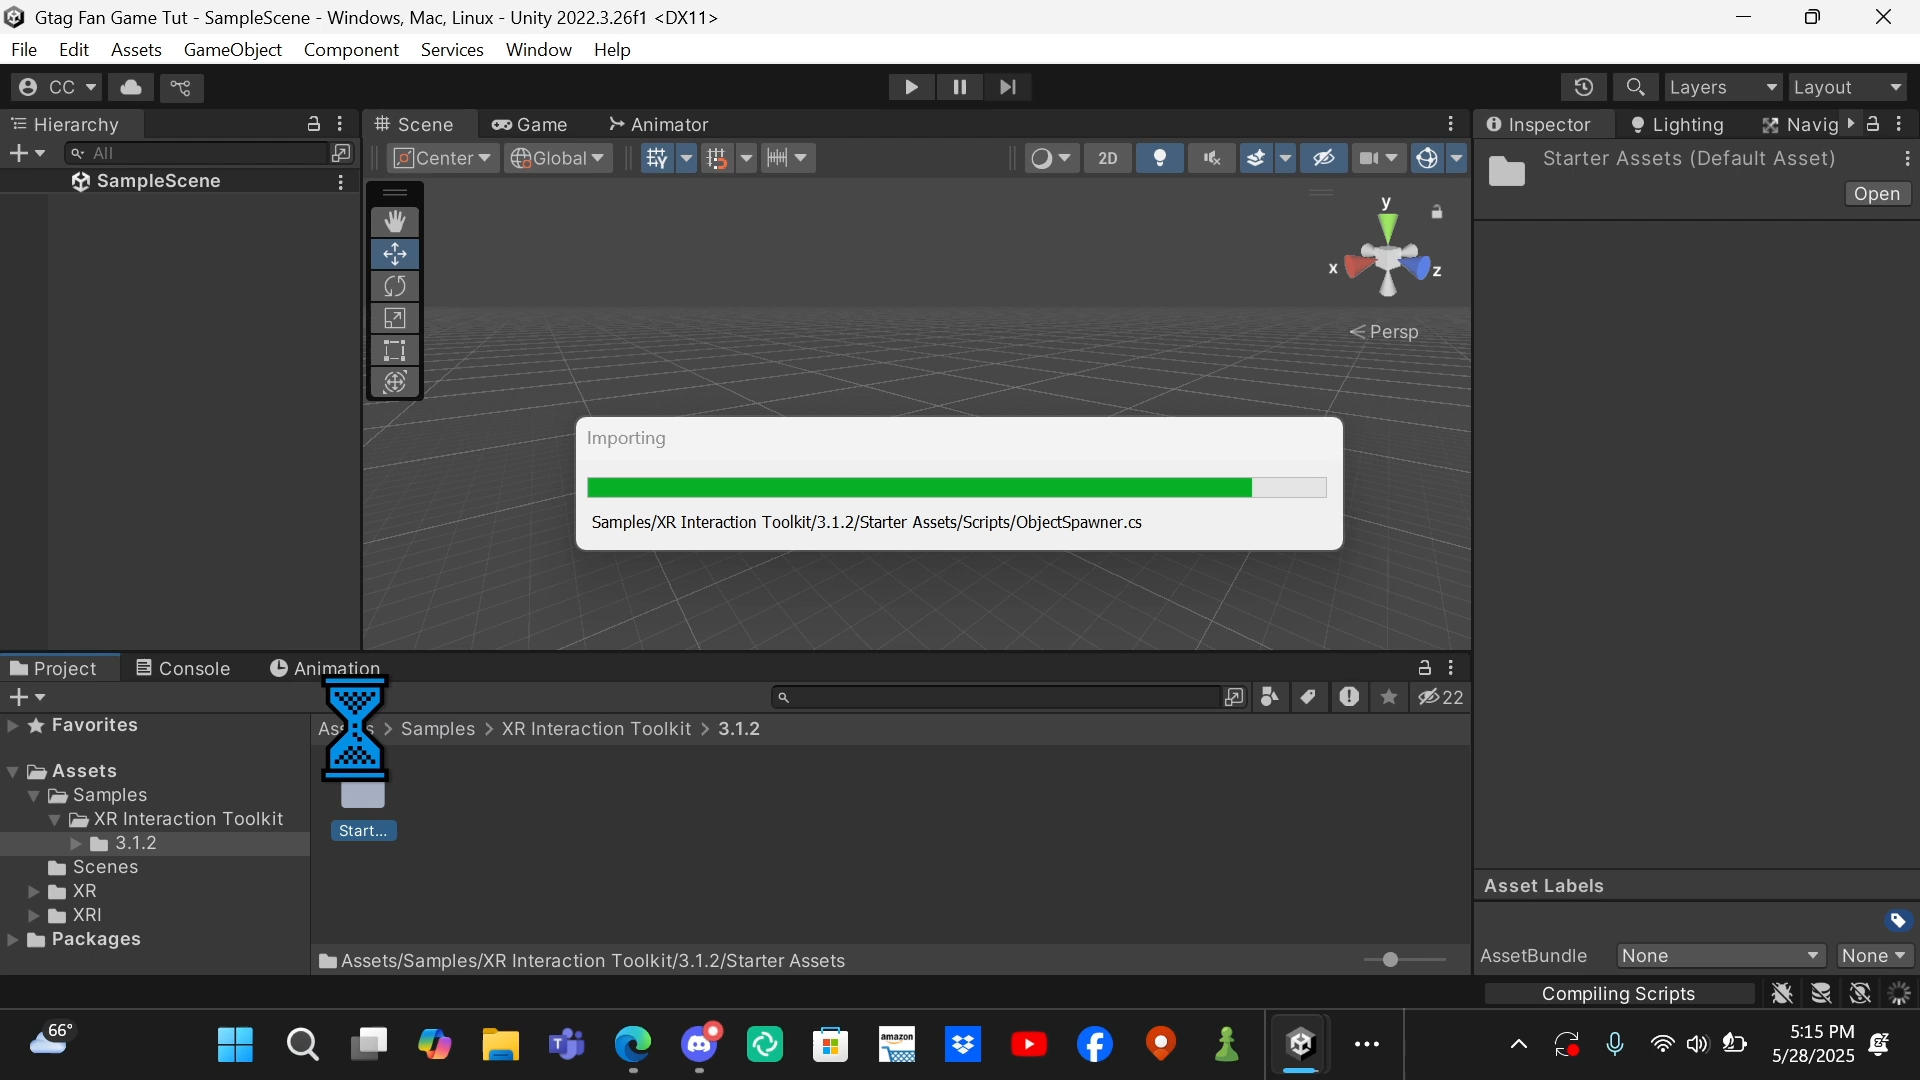 Gtag Fan Game Tut - SampleScene - Windows, Mac, Linux - Unity 2022.3.26f1 <DX11>
File Edit Assets GameObject Component Services Window Help
CC
Layers
Layout
Hierarchy
Scene
Game
Animator
Inspector
Lighting
Navig
All
Center
Global
2D
Starter Assets (Default Asset)
Open
SampleScene
y
x
z
Persp
Importing
Samples/XR Interaction Toolkit/3.1.2/Starter Assets/Scripts/ObjectSpawner.cs
Project
Console
Animation
22
Favorites
Assets
Samples
XR Interaction Toolkit
3.1.2
Scenes
XR
XRI
Packages
As s > Samples > XR Interaction Toolkit > 3.1.2
Start...
Assets/Samples/XR Interaction Toolkit/3.1.2/Starter Assets
Asset Labels
AssetBundle
None
None
Compiling Scripts
66°
amazon
5:15 PM
5/28/2025